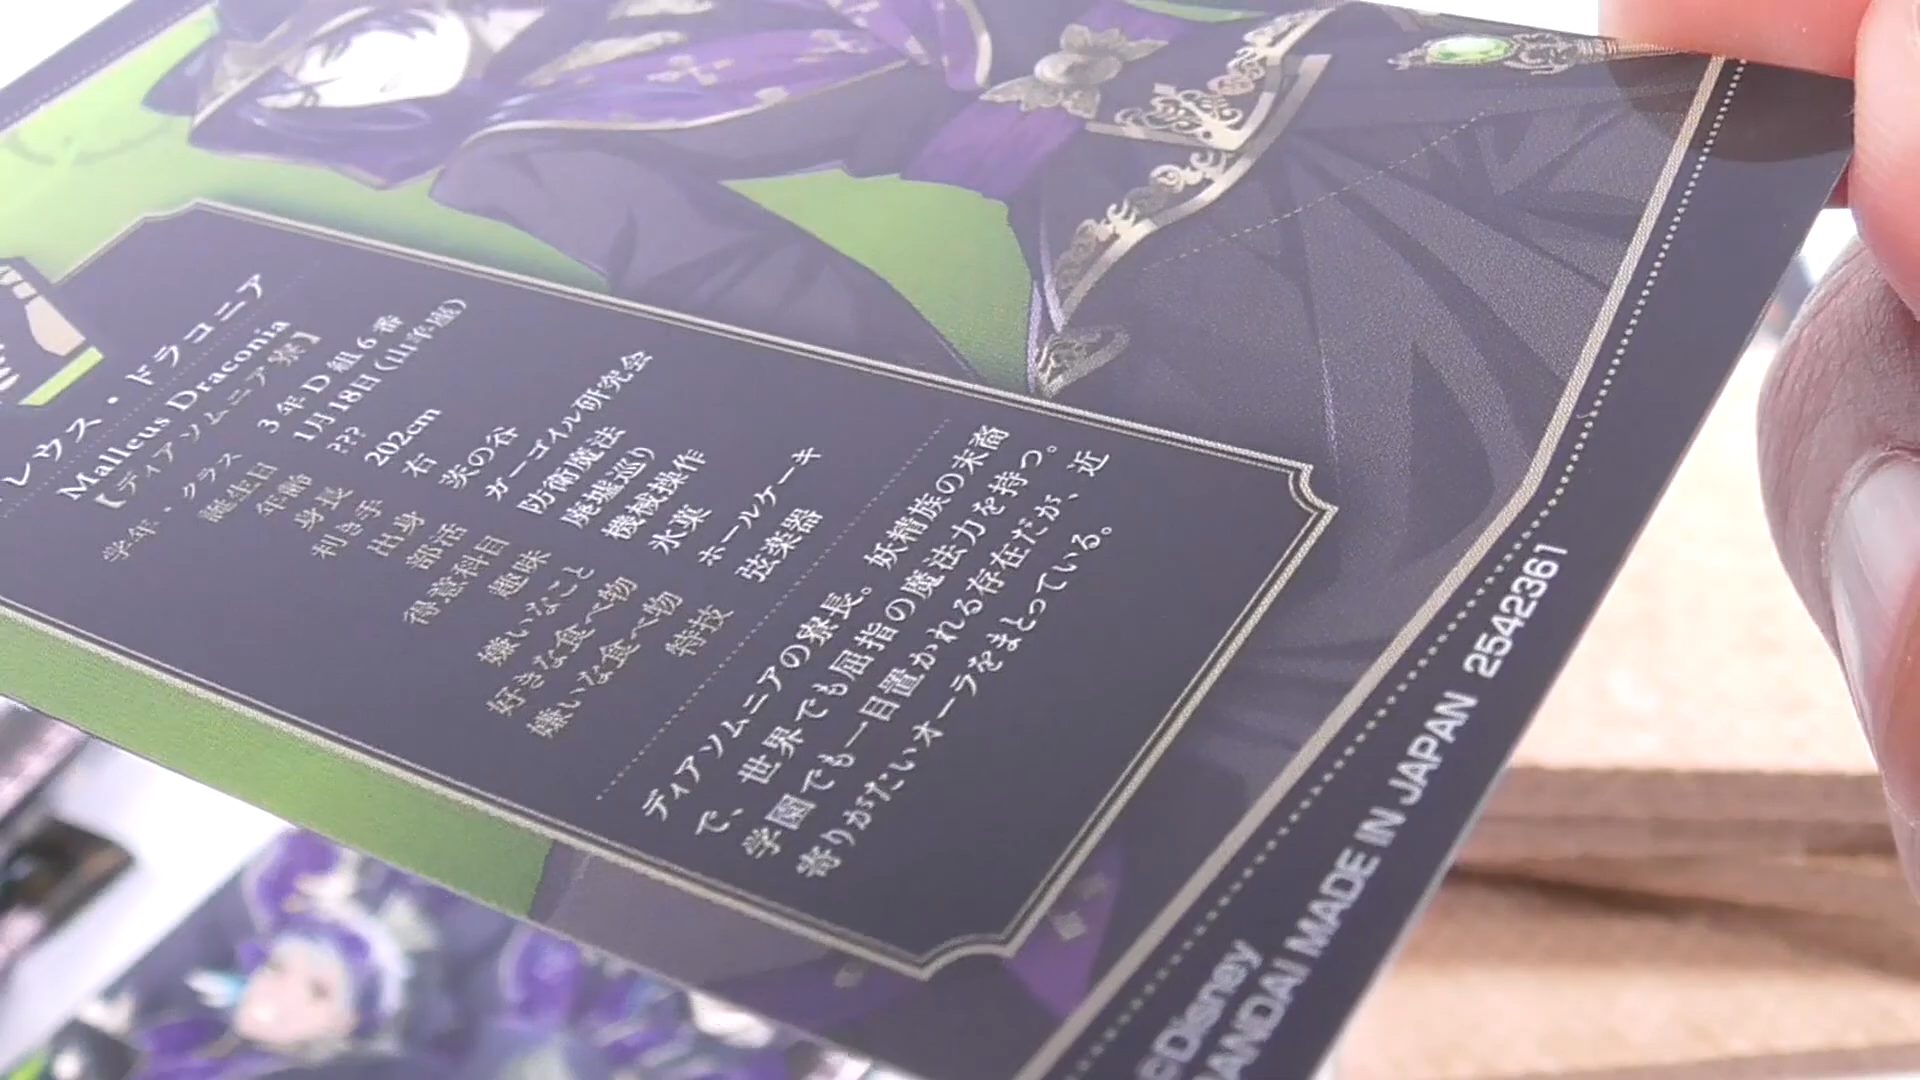 レウス・ドラコニア
Malleus Draconia
【ディアソムニア寮】
学年・クラス 3年D組6番
誕生日 1月18日(山羊座)
年齢 ???
身長 202cm
利き手 右
出身 茨の谷
部活 ガーゴイル研究会
得意科目 防衛魔法
趣味 廃墟巡り
嫌いなこと 機械操作
好きな食べ物 氷菓
嫌いな食べ物 ホールケーキ
特技 弦楽器
ディアソムニアの寮長。妖精族の末裔
で、世界でも屈指の魔法力を持つ。
学園でも一目置かれる存在だが、近
寄りがたいオーラをまとっている。
©Disney
BANDAI MADE IN JAPAN 2542361